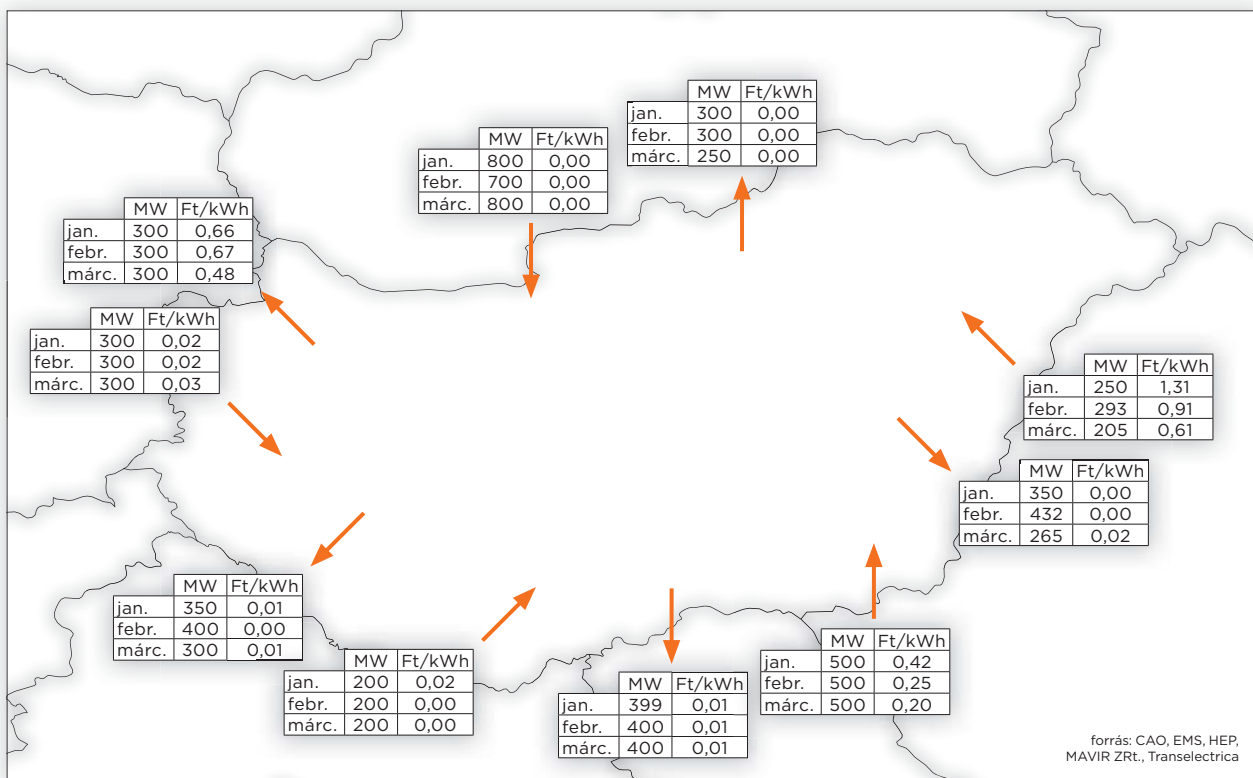 MW Ft/kWh
jan. 300 0,00
febr. 300 0,00
márc. 250 0,00
MW Ft/kWh
jan. 800 0,00
febr. 700 0,00
márc. 800 0,00
MW Ft/kWh
jan. 300 0,66
febr. 300 0,67
márc. 300 0,48
MW Ft/kWh
jan. 300 0,02
febr. 300 0,02
márc. 300 0,03
MW Ft/kWh
jan. 250 1,31
febr. 293 0,91
márc. 205 0,61
MW Ft/kWh
jan. 350 0,00
febr. 432 0,00
márc. 265 0,02
MW Ft/kWh
jan. 350 0,01
febr. 400 0,00
márc. 300 0,01
MW Ft/kWh
jan. 200 0,02
febr. 200 0,00
márc. 200 0,00
MW Ft/kWh
jan. 399 0,01
febr. 400 0,01
márc. 400 0,01
MW Ft/kWh
jan. 500 0,42
febr. 500 0,25
márc. 500 0,20
forrás: CAO, EMS, HEP,
MAVIR ZRt., Transelectrica